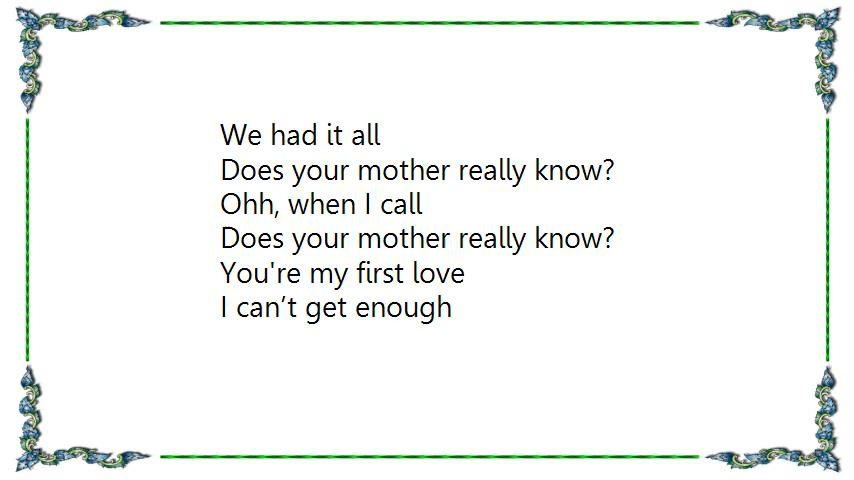 We had it all
Does your mother really know?
Ohh, when I call
Does your mother really know?
You're my first love
I can’t get enough